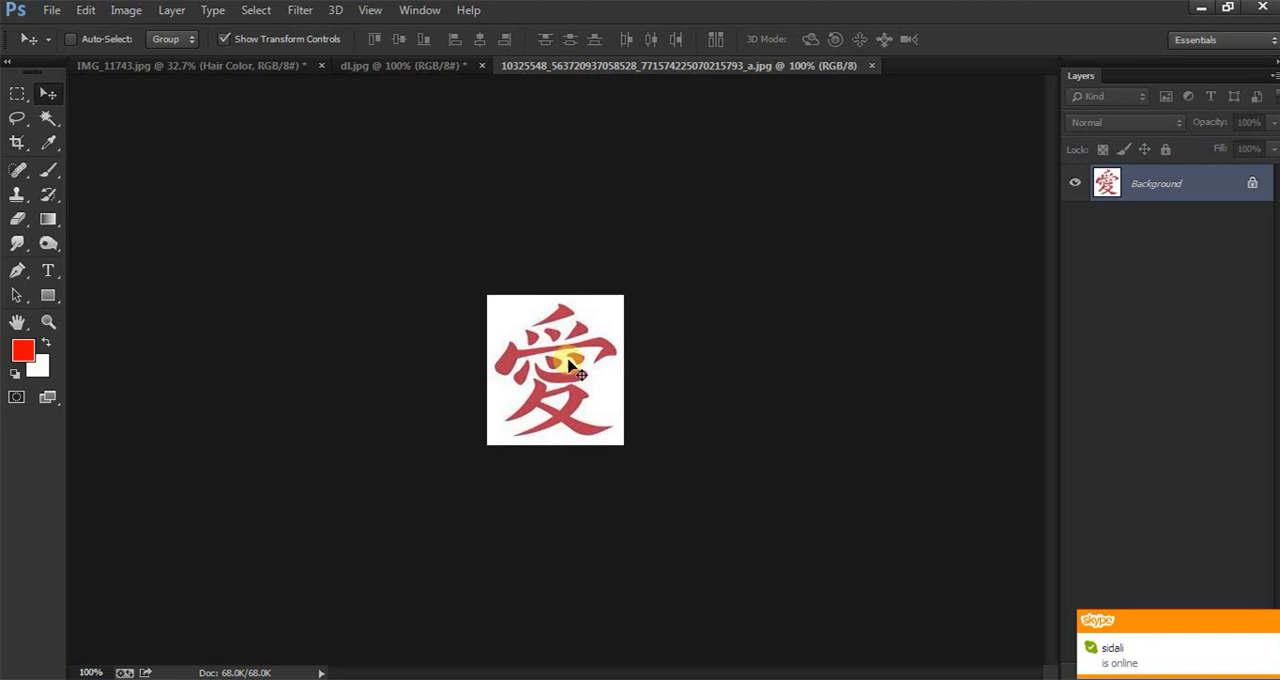 Ps File Edit Image Layer Type Select Filter 3D View Window Help
Auto-Select: Group Show Transform Controls 3D Mode: Essentials
IMG_11743.jpg @ 32.7% (Hair Color, RGB/8#) * × dl.jpg @ 100% (RGB/8#) * × 10325548_563720937058528_771574225070215793_a.jpg @ 100% (RGB/8) ×
Layers
Kind
Normal Opacity: 100%
Lock: Fill: 100%
Background
愛
skype
sidali
is online
100% Doc: 68.0K/68.0K